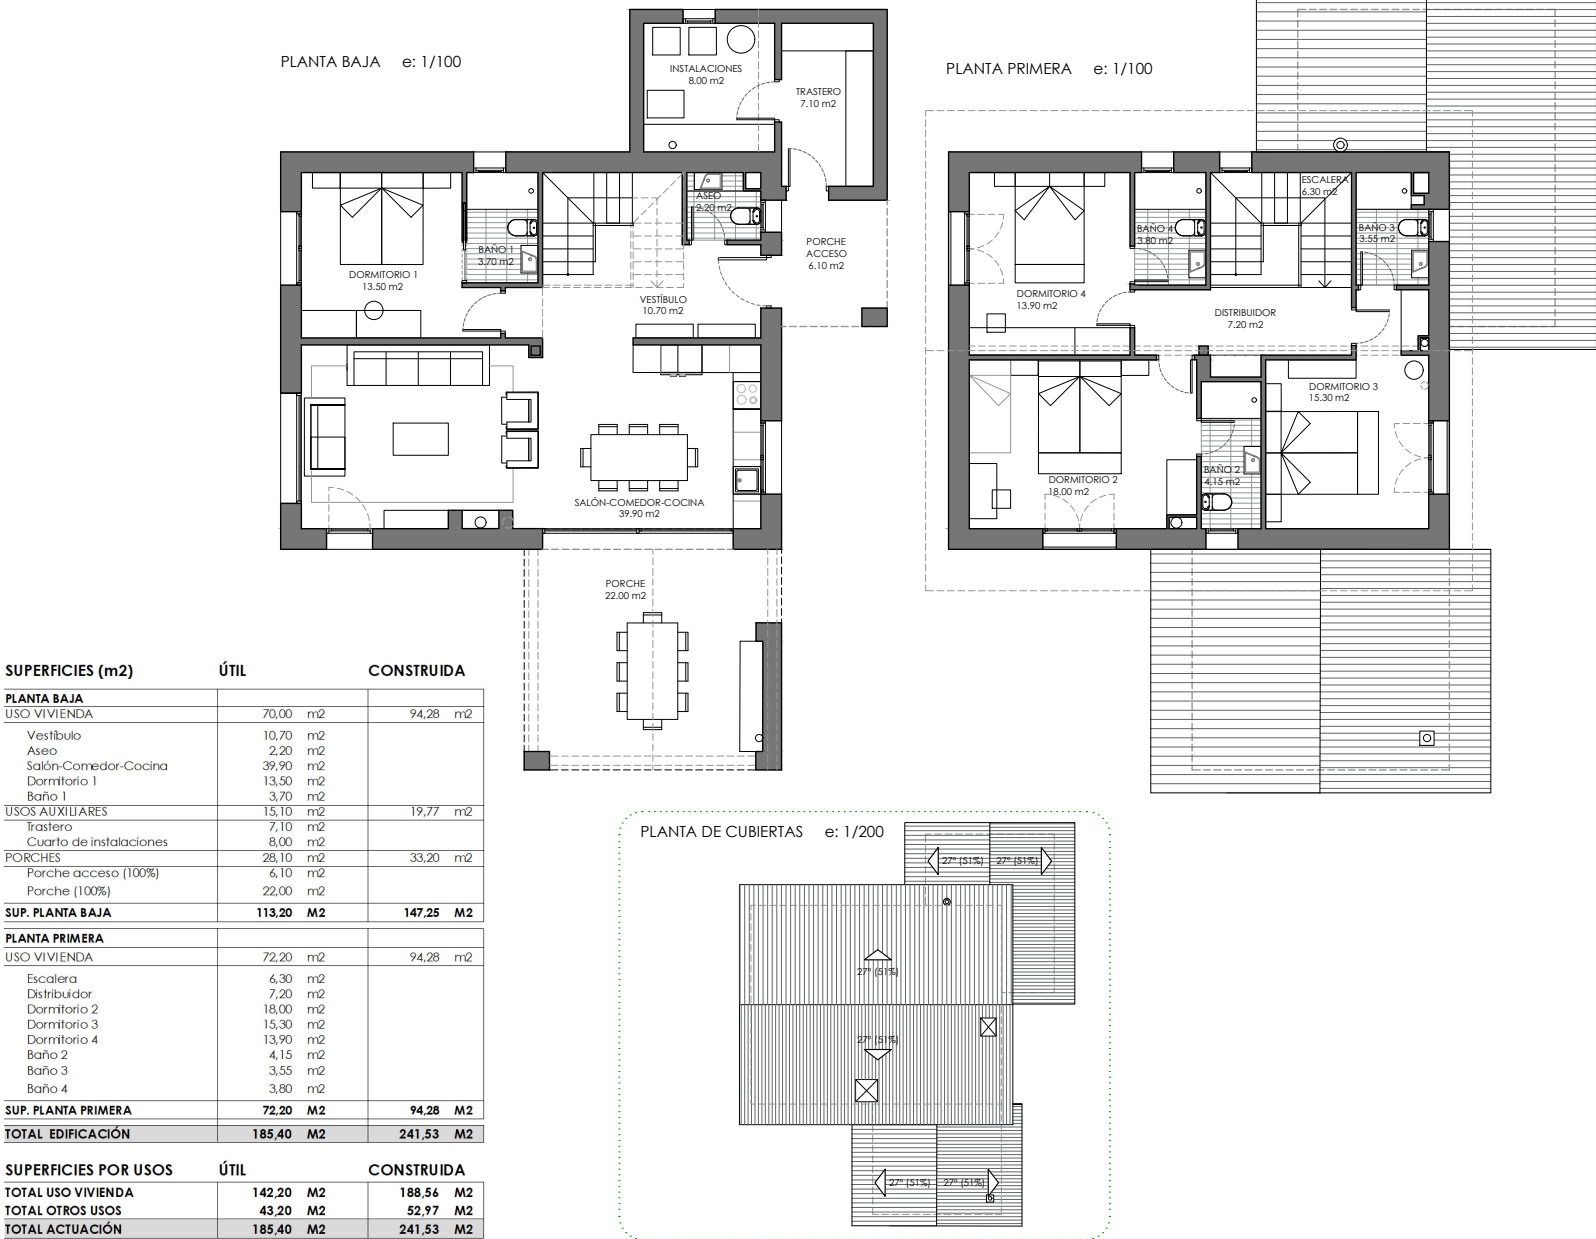 PLANTA BAJA e: 1/100
INSTALACIONES
8.00 m2
TRASTERO
7.10 m2
ASEO
2.20 m2
BAÑO 1
3.70 m2
DORMITORIO 1
13.50 m2
PORCHE
ACCESO
6.10 m2
VESTÍBULO
10.70 m2
SALÓN-COMEDOR-COCINA
39.90 m2
PORCHE
22.00 m2
PLANTA PRIMERA e: 1/100
ESCALERA
6.30 m2
BAÑO 4
3.80 m2
BAÑO 3
3.55 m2
DORMITORIO 4
13.90 m2
DISTRIBUIDOR
7.20 m2
DORMITORIO 3
15.30 m2
DORMITORIO 2
18.00 m2
BAÑO 2
4.15 m2
SUPERFICIES (m2) ÚTIL CONSTRUIDA
PLANTA BAJA
USO VIVIENDA 70,00 m2 94,28 m2
Vestíbulo 10,70 m2
Aseo 2,20 m2
Salón-Comedor-Cocina 39,90 m2
Dormitorio 1 13,50 m2
Baño 1 3,70 m2
USOS AUXILIARES 15,10 m2 19,77 m2
Trastero 7,10 m2
Cuarto de instalaciones 8,00 m2
PORCHES 28,10 m2 33,20 m2
Porche acceso (100%) 6,10 m2
Porche (100%) 22,00 m2
SUP. PLANTA BAJA 113,20 M2 147,25 M2
PLANTA PRIMERA
USO VIVIENDA 72,20 m2 94,28 m2
Escalera 6,30 m2
Distribuidor 7,20 m2
Dormitorio 2 18,00 m2
Dormitorio 3 15,30 m2
Dormitorio 4 13,90 m2
Baño 2 4,15 m2
Baño 3 3,55 m2
Baño 4 3,80 m2
SUP. PLANTA PRIMERA 72,20 M2 94,28 M2
TOTAL EDIFICACIÓN 185,40 M2 241,53 M2
SUPERFICIES POR USOS ÚTIL CONSTRUIDA
TOTAL USO VIVIENDA 142,20 M2 188,56 M2
TOTAL OTROS USOS 43,20 M2 52,97 M2
TOTAL ACTUACIÓN 185,40 M2 241,53 M2
PLANTA DE CUBIERTAS e: 1/200
27º (51%) 27º (51%)
27º (51%)
27º (51%)
27º (51%) 27º (51%)